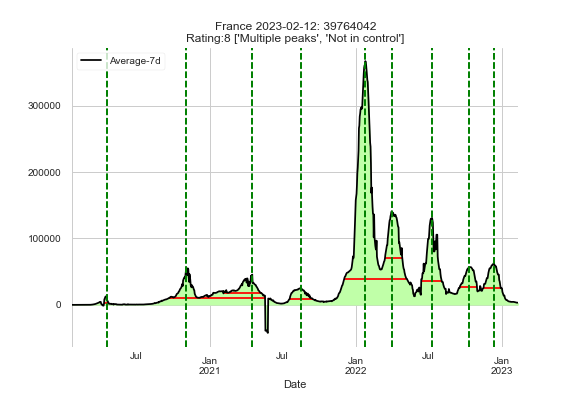 France 2023-02-12: 39764042
Rating:8 ['Multiple peaks', 'Not in control']
Average-7d
300000
200000
100000
0
Jul
Jan
2021
Jul
Jan
2022
Jul
Jan
2023
Date